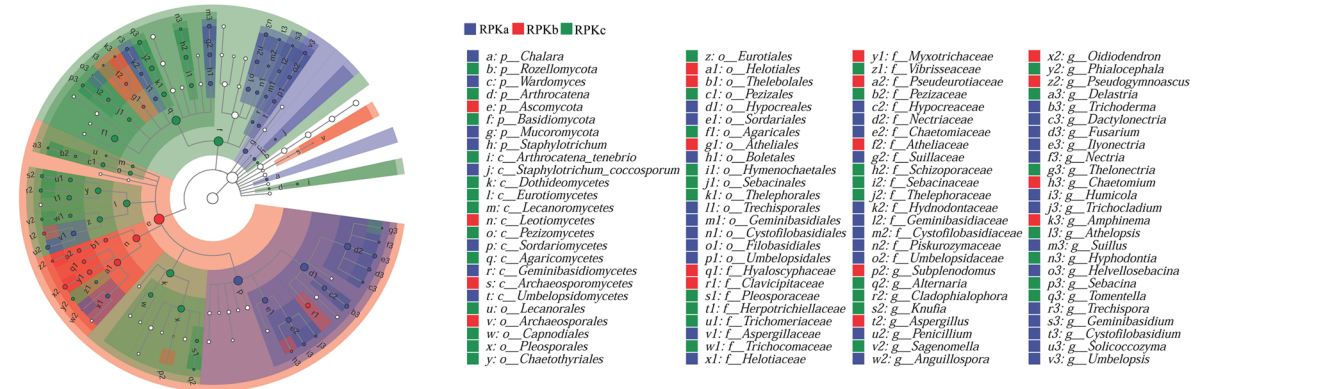 RPKa RPKb RPKc
a: p__Chalara
b: p__Rozellomycota
c: p__Wardomyces
d: p__Arthrocatena
e: p__Ascomycota
f: p__Basidiomycota
g: p__Mucoromycota
h: p__Staphylotrichum
i: c__Arthrocatena_tenebrio
j: c__Staphylotrichum_coccosporum
k: c__Dothideomycetes
l: c__Eurotiomycetes
m: c__Lecanoromycetes
n: c__Leotiomycetes
o: c__Pezizomycetes
p: c__Sordariomycetes
q: c__Agaricomycetes
r: c__Geminibasidiomycetes
s: c__Archaeosporomycetes
t: c__Umbelopsidomycetes
u: o__Lecanorales
v: o__Archaeosporales
w: o__Capnodiales
x: o__Pleosporales
y: o__Chaetothyriales
z: o__Eurotiales
a1: o__Helotiales
b1: o__Thelebolales
c1: o__Pezizales
d1: o__Hypocreales
e1: o__Sordariales
f1: o__Agaricales
g1: o__Atheliales
h1: o__Boletales
i1: o__Hymenochaetales
j1: o__Sebacinales
k1: o__Thelephorales
l1: o__Trechisporales
m1: o__Geminibasidiales
n1: o__Cystofilobasidiales
o1: o__Filobasidiales
p1: o__Umbelopsidales
q1: f__Hyaloscyphaceae
r1: f__Clavicipitaceae
s1: f__Pleosporaceae
t1: f__Herpotrichiellaceae
u1: f__Trichomeriaceae
v1: f__Aspergillaceae
w1: f__Trichocomaceae
x1: f__Helotiaceae
y1: f__Myxotrichaceae
z1: f__Vibrisseaceae
a2: f__Pseudeurotiaceae
b2: f__Pezizaceae
c2: f__Hypocreaceae
d2: f__Nectriaceae
e2: f__Chaetomiaceae
f2: f__Atheliaceae
g2: f__Suillaceae
h2: f__Schizoporaceae
i2: f__Sebacinaceae
j2: f__Thelephoraceae
k2: f__Hydnodontaceae
l2: f__Geminibasidiaceae
m2: f__Cystofilobasidiaceae
n2: f__Piskurozymaceae
o2: f__Umbelopsidaceae
p2: g__Subplenodomus
q2: g__Alternaria
r2: g__Cladophialophora
s2: g__Knufia
t2: g__Aspergillus
u2: g__Penicillium
v2: g__Sagenomella
w2: g__Anguillospora
x2: g__Oidiodendron
y2: g__Phialocephala
z2: g__Pseudogymnoascus
a3: g__Delastria
b3: g__Trichoderma
c3: g__Dactylonectria
d3: g__Fusarium
e3: g__Ilyonectria
f3: g__Nectria
g3: g__Thelonectria
h3: g__Chaetomium
i3: g__Humicola
j3: g__Trichocladium
k3: g__Amphinema
l3: g__Athelopsis
m3: g__Suillus
n3: g__Hyphodontia
o3: g__Helvellosebacina
p3: g__Sebacina
q3: g__Tomentella
r3: g__Trechispora
s3: g__Geminibasidium
t3: g__Cystofilobasidium
u3: g__Solicoccozyma
v3: g__Umbelopsis